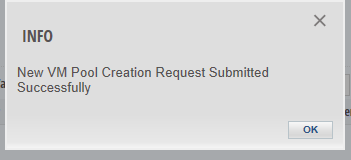 INFO
New VM Pool Creation Request Submitted
Successfully
OK